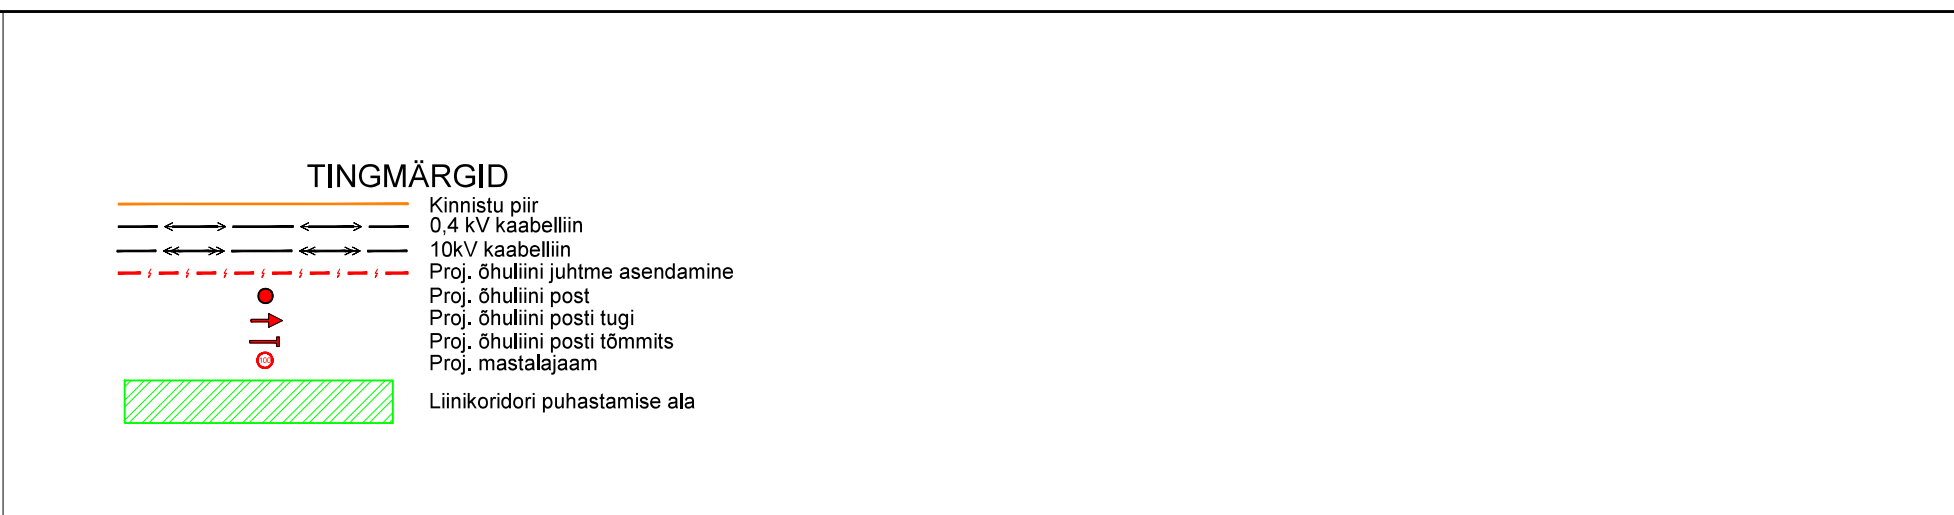 TINGMÄRGID
Kinnistu piir
0,4 kV kaabelliin
10kV kaabelliin
Proj. õhuliini juhtme asendamine
Proj. õhuliini post
Proj. õhuliini posti tugi
Proj. õhuliini posti tõmmits
100
Proj. mastalajaam
Liinikoridori puhastamise ala